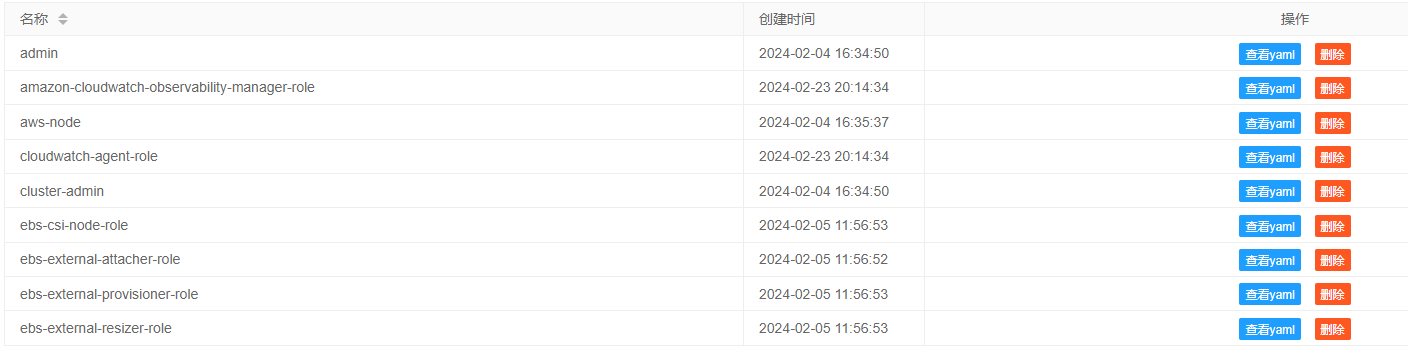 名称 创建时间 操作
admin 2024-02-04 16:34:50 查看yaml 删除
amazon-cloudwatch-observability-manager-role 2024-02-23 20:14:34 查看yaml 删除
aws-node 2024-02-04 16:35:37 查看yaml 删除
cloudwatch-agent-role 2024-02-23 20:14:34 查看yaml 删除
cluster-admin 2024-02-04 16:34:50 查看yaml 删除
ebs-csi-node-role 2024-02-05 11:56:53 查看yaml 删除
ebs-external-attacher-role 2024-02-05 11:56:52 查看yaml 删除
ebs-external-provisioner-role 2024-02-05 11:56:53 查看yaml 删除
ebs-external-resizer-role 2024-02-05 11:56:53 查看yaml 删除